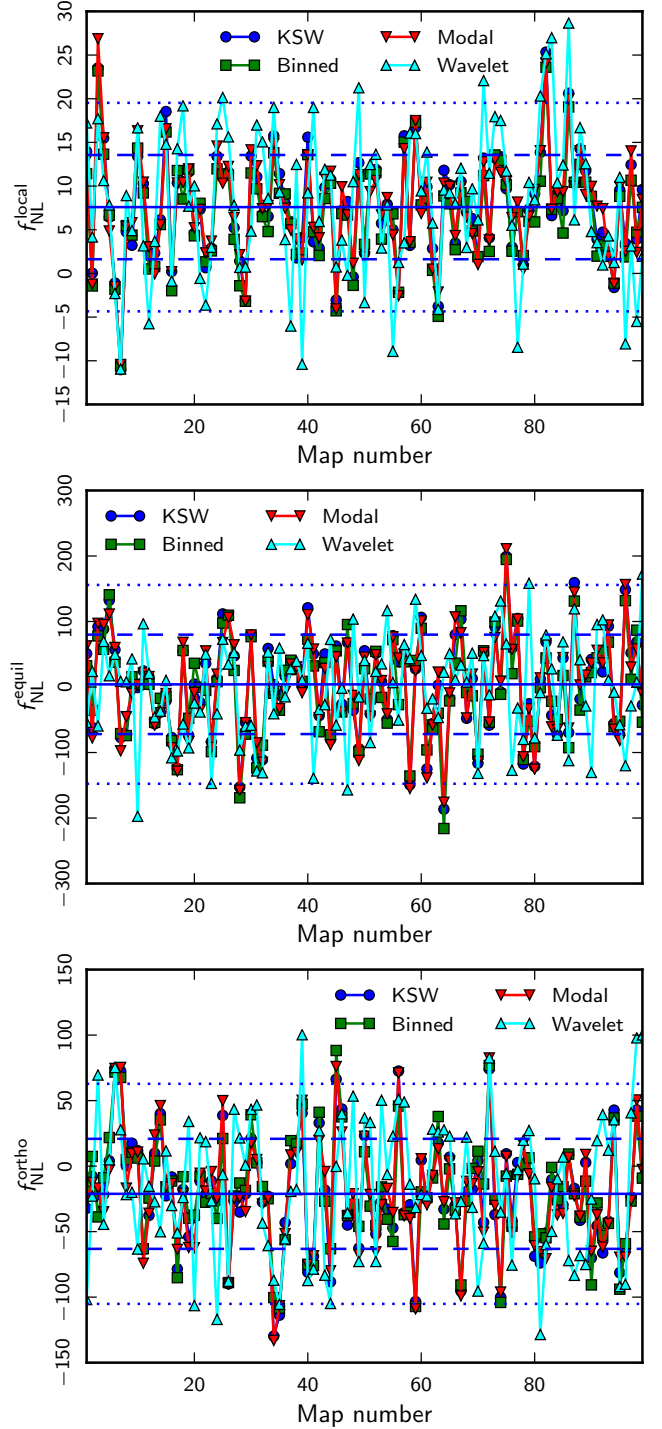 30
25
20
15
10
5
0
−5
−10
−15
f_NL^local
KSW
Binned
Modal
Wavelet
20 40 60 80
Map number
300
200
100
0
−100
−200
−300
f_NL^equil
KSW
Binned
Modal
Wavelet
20 40 60 80
Map number
150
100
50
0
−50
−100
−150
f_NL^ortho
KSW
Binned
Modal
Wavelet
20 40 60 80
Map number